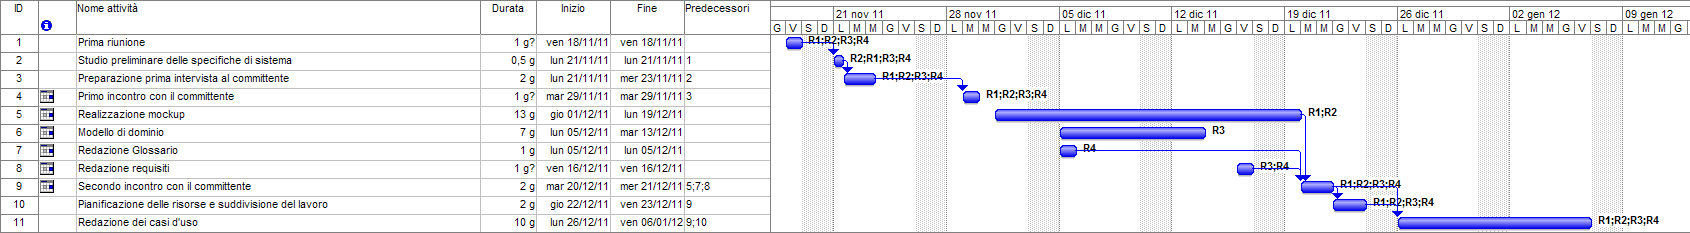 ID Nome attività Durata Inizio Fine Predecessori
21 nov 11 28 nov 11 05 dic 11 12 dic 11 19 dic 11 26 dic 11 02 gen 12 09 gen 12
G V S D L M M G V S D L M M G V S D L M M G V S D L M M G V S D L M M G V S D L M M G V S D L M M G V S D L M M G
1 Prima riunione 1 g? ven 18/11/11 ven 18/11/11 R1;R2;R3;R4
2 Studio preliminare delle specifiche di sistema 0,5 g lun 21/11/11 lun 21/11/11 1 R2;R1;R3;R4
3 Preparazione prima intervista al committente 2 g lun 21/11/11 mer 23/11/11 2 R1;R2;R3;R4
4 Primo incontro con il committente 1 g? mar 29/11/11 mar 29/11/11 3 R1;R2;R3;R4
5 Realizzazione mockup 13 g gio 01/12/11 lun 19/12/11 R1;R2
6 Modello di dominio 7 g lun 05/12/11 mar 13/12/11 R3
7 Redazione Glossario 1 g lun 05/12/11 lun 05/12/11 R4
8 Redazione requisiti 1 g? ven 16/12/11 ven 16/12/11 R3;R4
9 Secondo incontro con il committente 2 g mar 20/12/11 mer 21/12/11 5;7;8 R1;R2;R3;R4
10 Pianificazione delle risorse e suddivisione del lavoro 2 g gio 22/12/11 ven 23/12/11 9 R1;R2;R3;R4
11 Redazione dei casi d'uso 10 g lun 26/12/11 ven 06/01/12 9;10 R1;R2;R3;R4